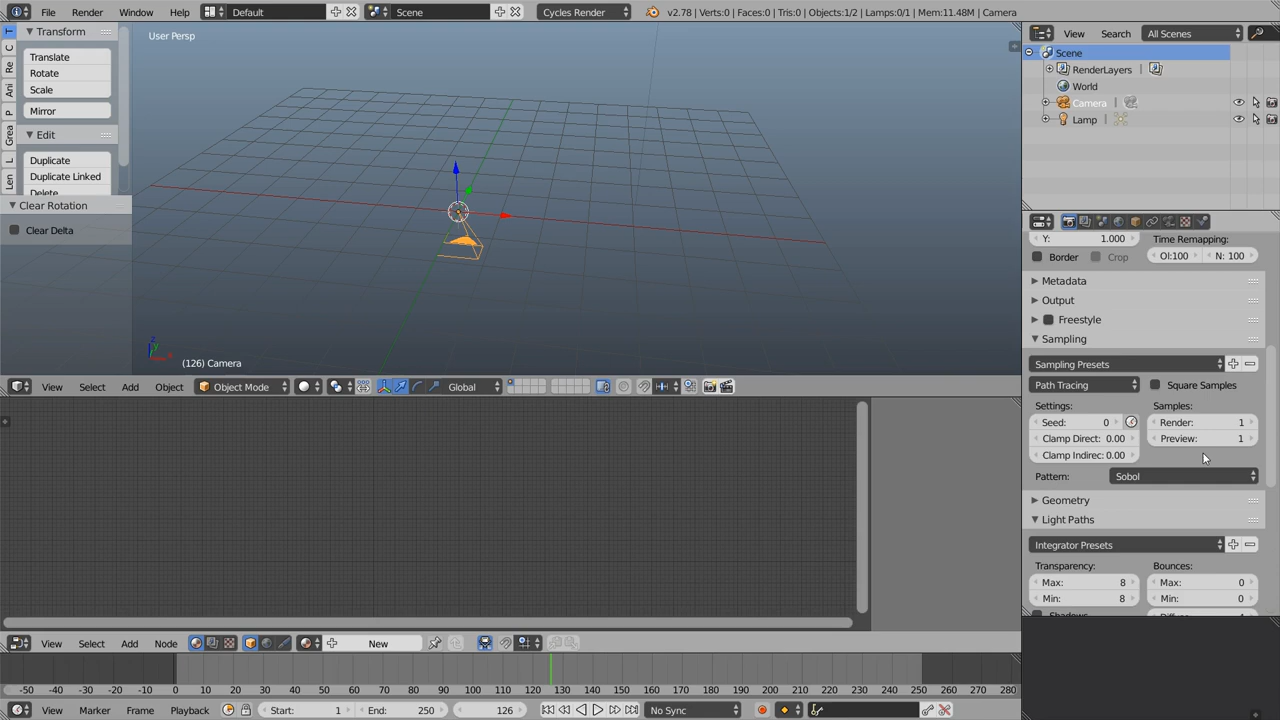 File Render Window Help Default Scene Cycles Render v2.78 | Verts:0 | Faces:0 | Tris:0 | Objects:1/2 | Lamps:0/1 | Mem:11.48M | Camera
Transform
Translate
Rotate
Scale
Mirror
Edit
Duplicate
Duplicate Linked
Delete
Clear Rotation
Clear Delta
T
C
Re
Ani
P
Grea
L
Len
User Persp
(126) Camera
View Select Add Object Object Mode Global
View Select Add Node New
-50 -40 -30 -20 -10 0 10 20 30 40 50 60 70 80 90 100 110 120 130 140 150 160 170 180 190 200 210 220 230 240 250 260 270 280
View Marker Frame Playback Start: 1 End: 250 126 No Sync
View Search All Scenes
Scene
RenderLayers
World
Camera
Lamp
Y: 1.000 Time Remapping:
Border Crop Ol:100 N: 100
Metadata
Output
Freestyle
Sampling
Sampling Presets
Path Tracing Square Samples
Settings: Samples:
Seed: 0 Render: 1
Clamp Direct: 0.00 Preview: 1
Clamp Indirec: 0.00
Pattern: Sobol
Geometry
Light Paths
Integrator Presets
Transparency: Bounces:
Max: 8 Max: 0
Min: 8 Min: 0